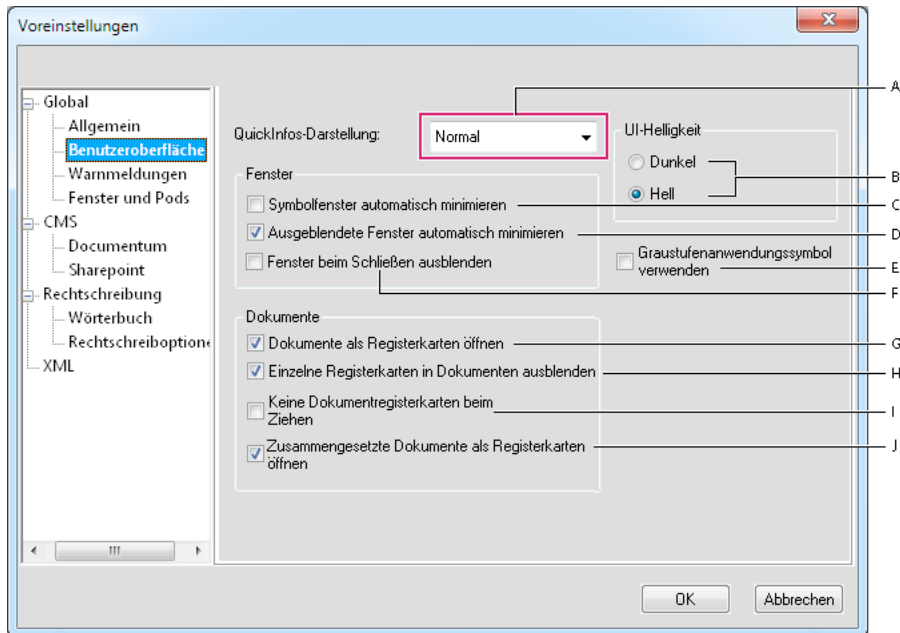 Voreinstellungen
Global
Allgemein
Benutzeroberfläche
Warnmeldungen
Fenster und Pods
CMS
Documentum
Sharepoint
Rechtschreibung
Wörterbuch
Rechtschreiboptione
XML
QuickInfos-Darstellung:
Normal
Fenster
Symbolfenster automatisch minimieren
Ausgeblendete Fenster automatisch minimieren
Fenster beim Schließen ausblenden
Dokumente
Dokumente als Registerkarten öffnen
Einzelne Registerkarten in Dokumenten ausblenden
Keine Dokumentregisterkarten beim
Ziehen
Zusammengesetzte Dokumente als Registerkarten
öffnen
UI-Helligkeit
Dunkel
Hell
Graustufenanwendungssymbol
verwenden
A
B
C
D
E
F
G
H
I
J
OK
Abbrechen